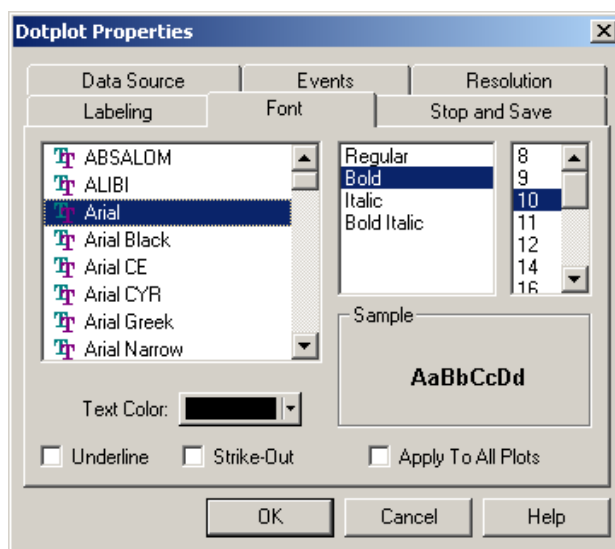 Dotplot Properties
Data Source Events Resolution
Labeling Font Stop and Save
ABSALOM
ALIBI
Arial
Arial Black
Arial CE
Arial CYR
Arial Greek
Arial Narrow
Regular
Bold
Italic
Bold Italic
8
9
10
11
12
14
16
Sample
AaBbCcDd
Text Color:
Underline Strike-Out Apply To All Plots
OK Cancel Help